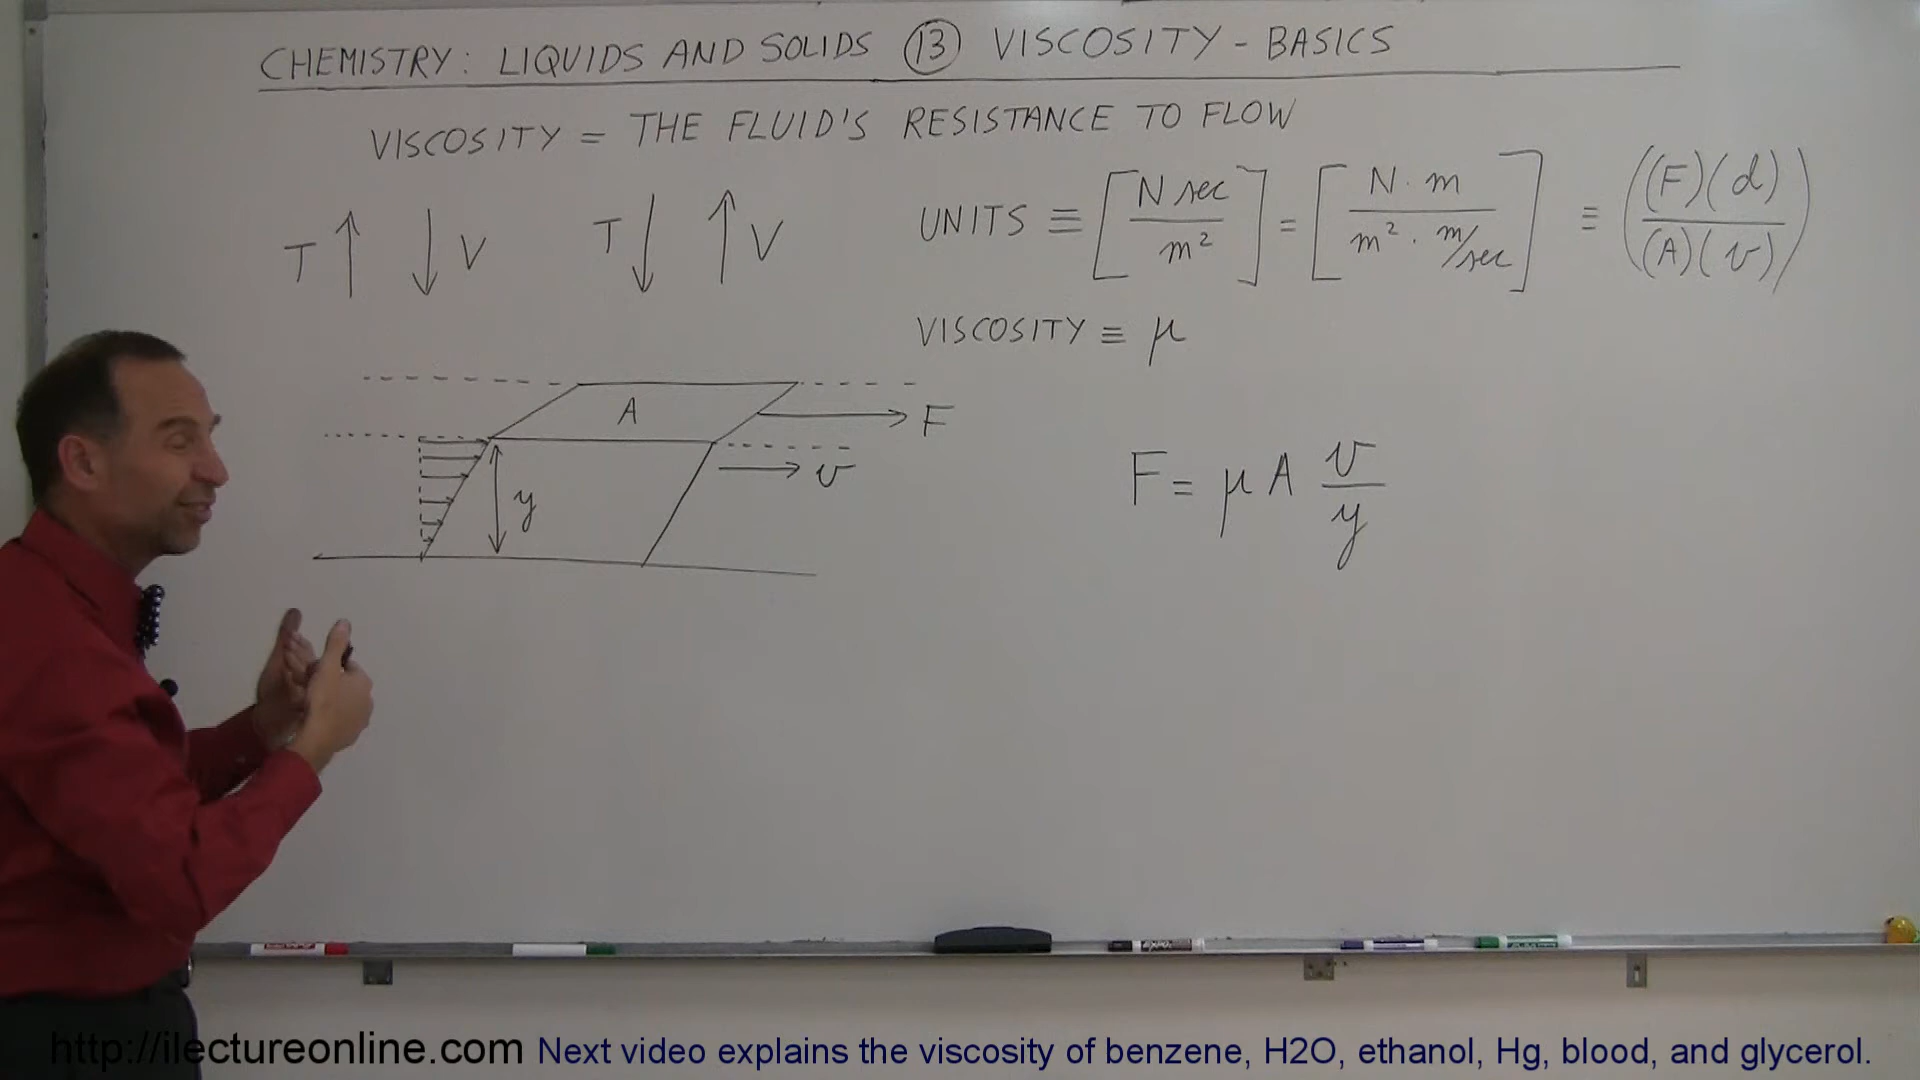 CHEMISTRY: LIQUIDS AND SOLIDS ⑬ VISCOSITY - BASICS
VISCOSITY = THE FLUID'S RESISTANCE TO FLOW
T↑ ↓V T↓ ↑V
UNITS ≡ [N sec / m²] = [N · m / m² · m/sec] ≡ ((F)(d) / (A)(v))
VISCOSITY ≡ μ
A
F
v
y
F = μ A v/y
EXPO
http://ilectureonline.com Next video explains the viscosity of benzene, H2O, ethanol, Hg, blood, and glycerol.